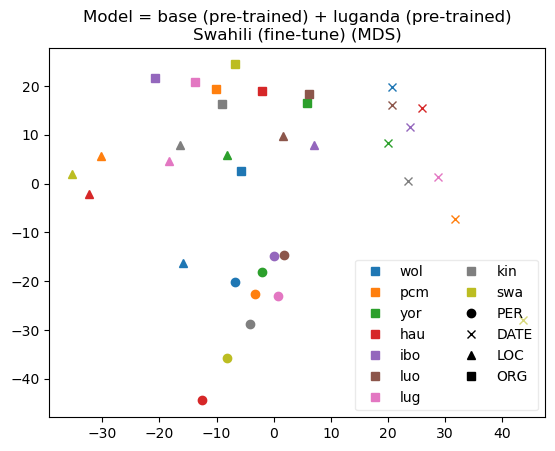 Model = base (pre-trained) + luganda (pre-trained)
Swahili (fine-tune) (MDS)
20
10
0
−10
−20
−30
−40
−30
−20
−10
0
10
20
30
40
wol
pcm
yor
hau
ibo
luo
lug
kin
swa
PER
DATE
LOC
ORG